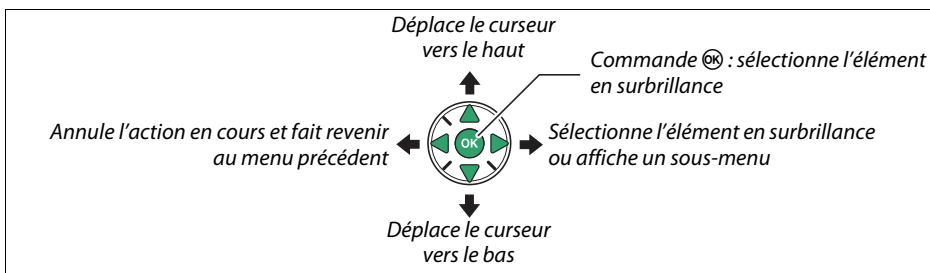 Déplace le curseur
vers le haut
Commande OK : sélectionne l’élément
en surbrillance
Annule l’action en cours et fait revenir
au menu précédent
OK
Sélectionne l’élément en surbrillance
ou affiche un sous-menu
Déplace le curseur
vers le bas